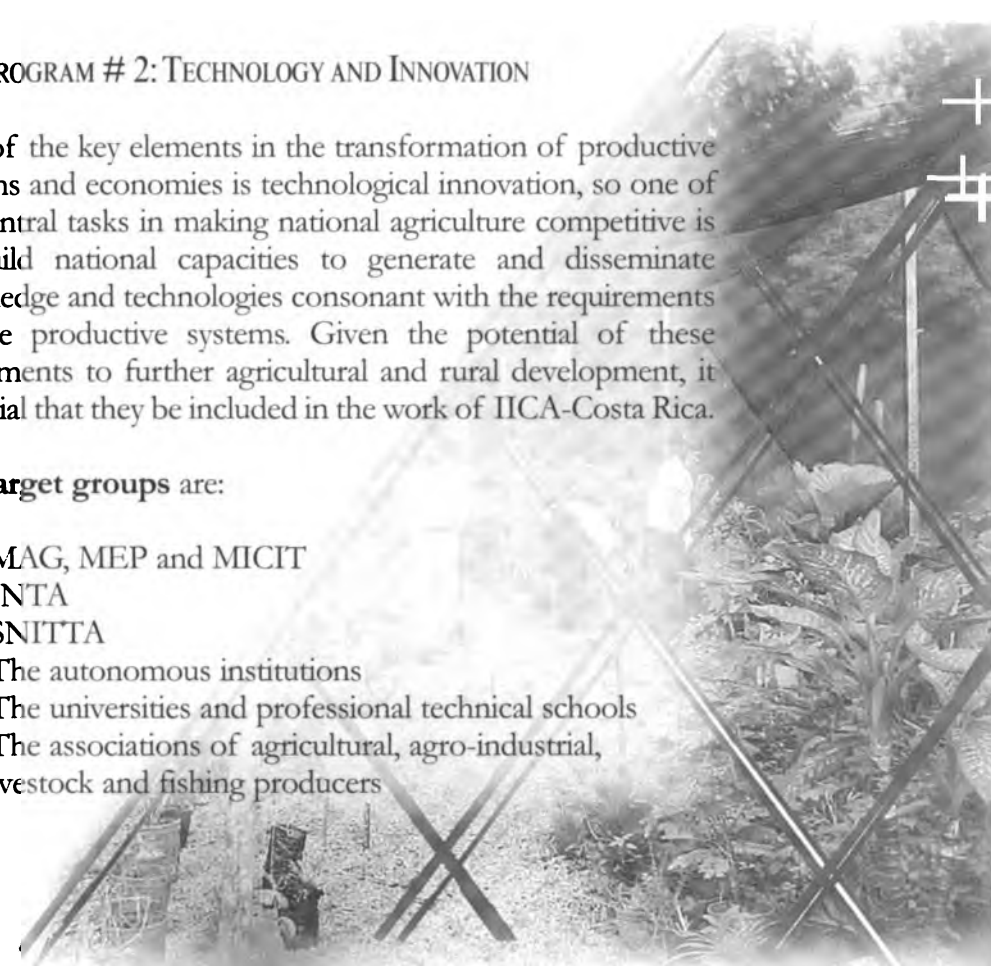 ROGRAM # 2: TECHNOLOGY AND INNOVATION
of the key elements in the transformation of productive
ns and economies is technological innovation, so one of
ntral tasks in making national agriculture competitive is
ild national capacities to generate and disseminate
edge and technologies consonant with the requirements
e productive systems. Given the potential of these
ments to further agricultural and rural development, it
ial that they be included in the work of IICA-Costa Rica.
arget groups are:
MAG, MEP and MICIT
NTA
SNITTA
The autonomous institutions
The universities and professional technical schools
The associations of agricultural, agro-industrial,
vestock and fishing producers